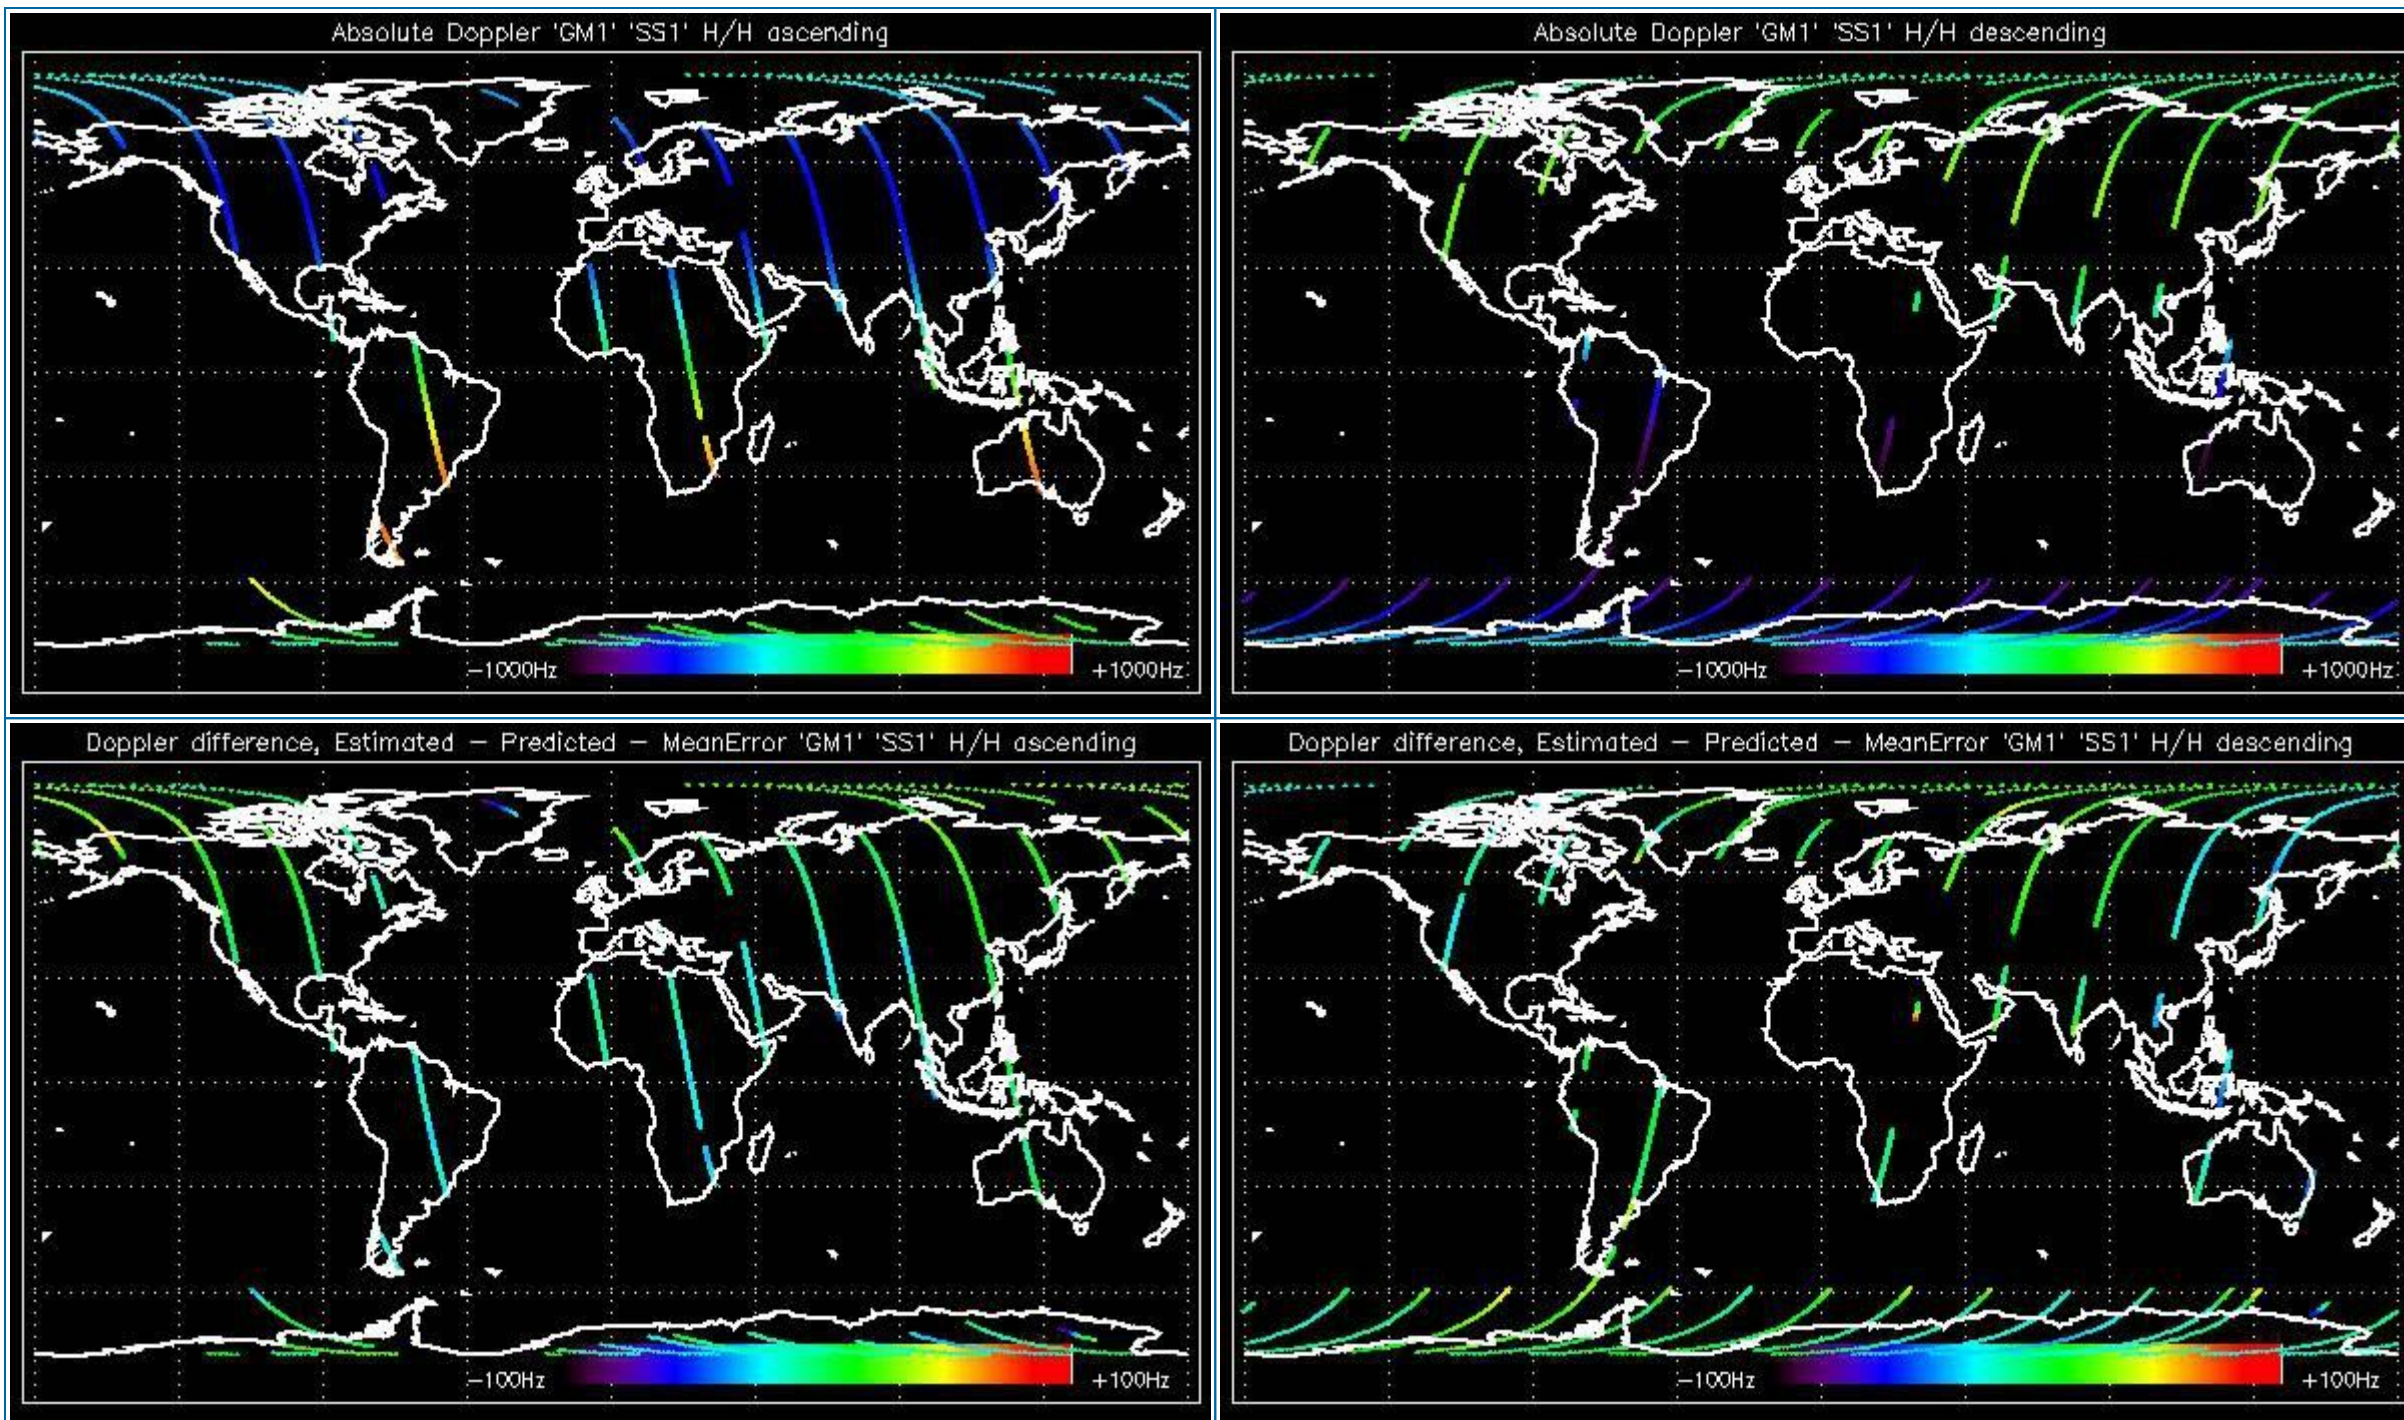 Absolute Doppler 'GM1' 'SS1' H/H ascending
−1000Hz
+1000Hz
Absolute Doppler 'GM1' 'SS1' H/H descending
−1000Hz
+1000Hz
Doppler difference, Estimated − Predicted − MeanError 'GM1' 'SS1' H/H ascending
−100Hz
+100Hz
Doppler difference, Estimated − Predicted − MeanError 'GM1' 'SS1' H/H descending
−100Hz
+100Hz